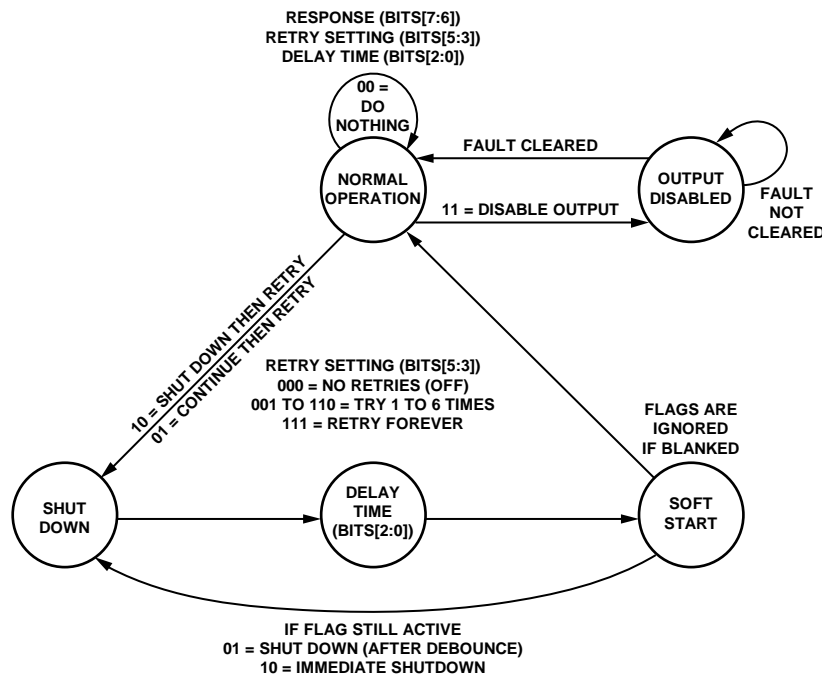 RESPONSE (BITS[7:6])
RETRY SETTING (BITS[5:3])
DELAY TIME (BITS[2:0])
00 =
DO
NOTHING
NORMAL
OPERATION
FAULT CLEARED
11 = DISABLE OUTPUT
OUTPUT
DISABLED
FAULT
NOT
CLEARED
10 = SHUT DOWN THEN RETRY
01 = CONTINUE THEN RETRY
RETRY SETTING (BITS[5:3])
000 = NO RETRIES (OFF)
001 TO 110 = TRY 1 TO 6 TIMES
111 = RETRY FOREVER
FLAGS ARE
IGNORED
IF BLANKED
SHUT
DOWN
DELAY
TIME
(BITS[2:0])
SOFT
START
IF FLAG STILL ACTIVE
01 = SHUT DOWN (AFTER DEBOUNCE)
10 = IMMEDIATE SHUTDOWN